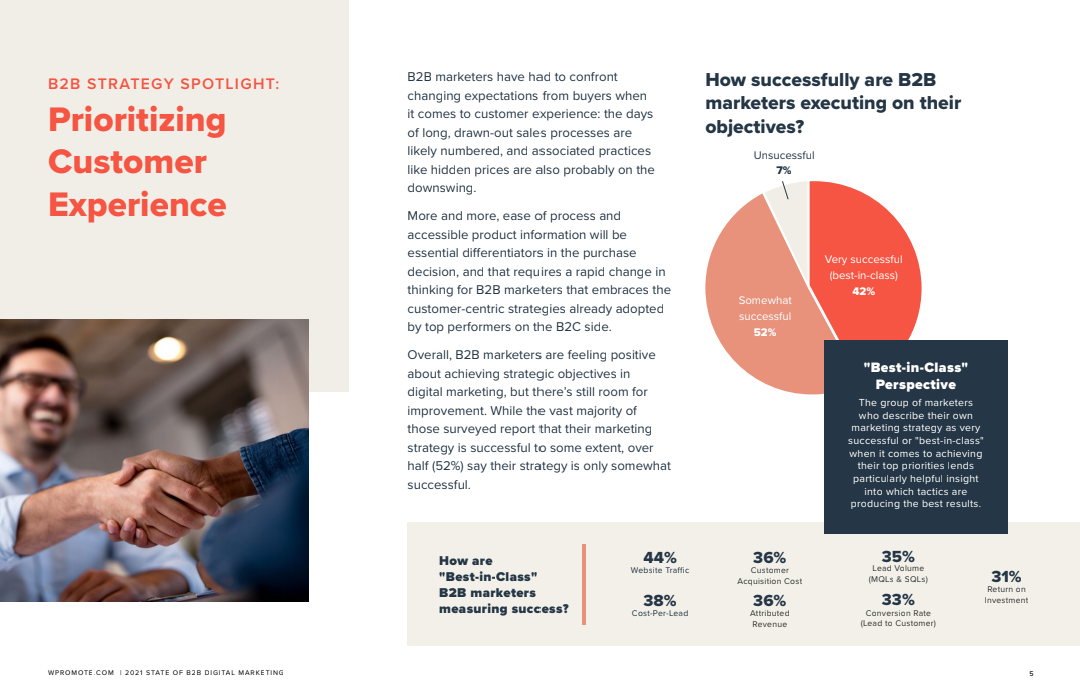 B2B STRATEGY SPOTLIGHT:
Prioritizing
Customer
Experience
B2B marketers have had to confront
changing expectations from buyers when
it comes to customer experience: the days
of long, drawn-out sales processes are
likely numbered, and associated practices
like hidden prices are also probably on the
downswing.
More and more, ease of process and
accessible product information will be
essential differentiators in the purchase
decision, and that requires a rapid change in
thinking for B2B marketers that embraces the
customer-centric strategies already adopted
by top performers on the B2C side.
Overall, B2B marketers are feeling positive
about achieving strategic objectives in
digital marketing, but there's still room for
improvement. While the vast majority of
those surveyed report that their marketing
strategy is successful to some extent, over
half (52%) say their strategy is only somewhat
successful.
How successfully are B2B
marketers executing on their
objectives?
Unsucessful
7%
Very successful
(best-in-class)
42%
Somewhat
successful
52%
"Best-in-Class"
Perspective
The group of marketers
who describe their own
marketing strategy as very
successful or "best-in-class"
when it comes to achieving
their top priorities lends
particularly helpful insight
into which tactics are
producing the best results.
How are
"Best-in-Class"
B2B marketers
measuring success?
44%
Website Traffic
38%
Cost-Per-Lead
36%
Customer
Acquisition Cost
36%
Attributed
Revenue
35%
Lead Volume
(MQLs & SQLs)
33%
Conversion Rate
(Lead to Customer)
31%
Return on
Investment
WPROMOTE.COM | 2021 STATE OF B2B DIGITAL MARKETING
5